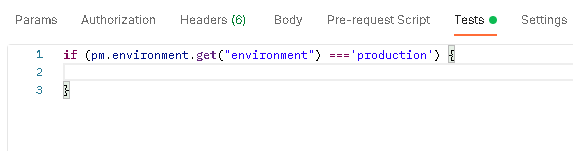 Params Authorization Headers (6) Body Pre-request Script Tests Settings
1 if (pm.environment.get("environment") ==='production') {
2
3 }